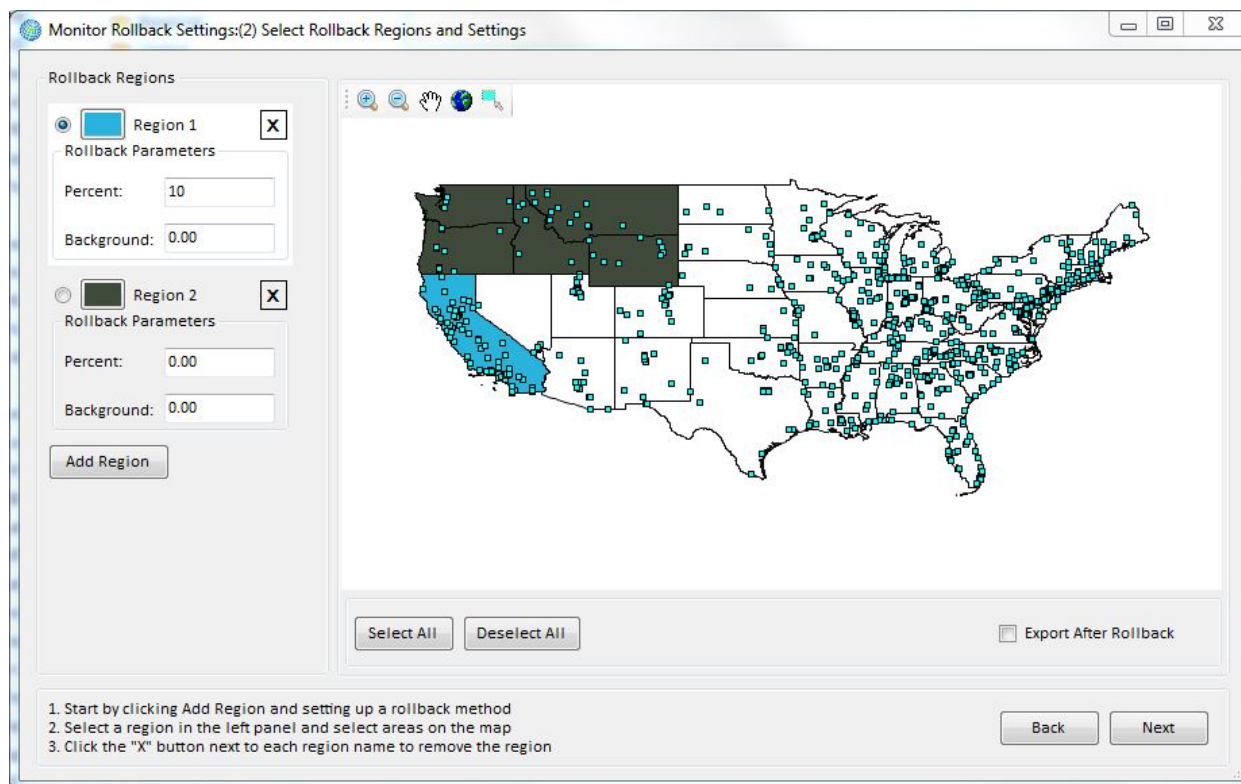 Monitor Rollback Settings:(2) Select Rollback Regions and Settings
Rollback Regions
Region 1
X
Rollback Parameters
Percent: 10
Background: 0.00
Region 2
X
Rollback Parameters
Percent: 0.00
Background: 0.00
Add Region
Select All
Deselect All
Export After Rollback
1. Start by clicking Add Region and setting up a rollback method
2. Select a region in the left panel and select areas on the map
3. Click the "X" button next to each region name to remove the region
Back
Next